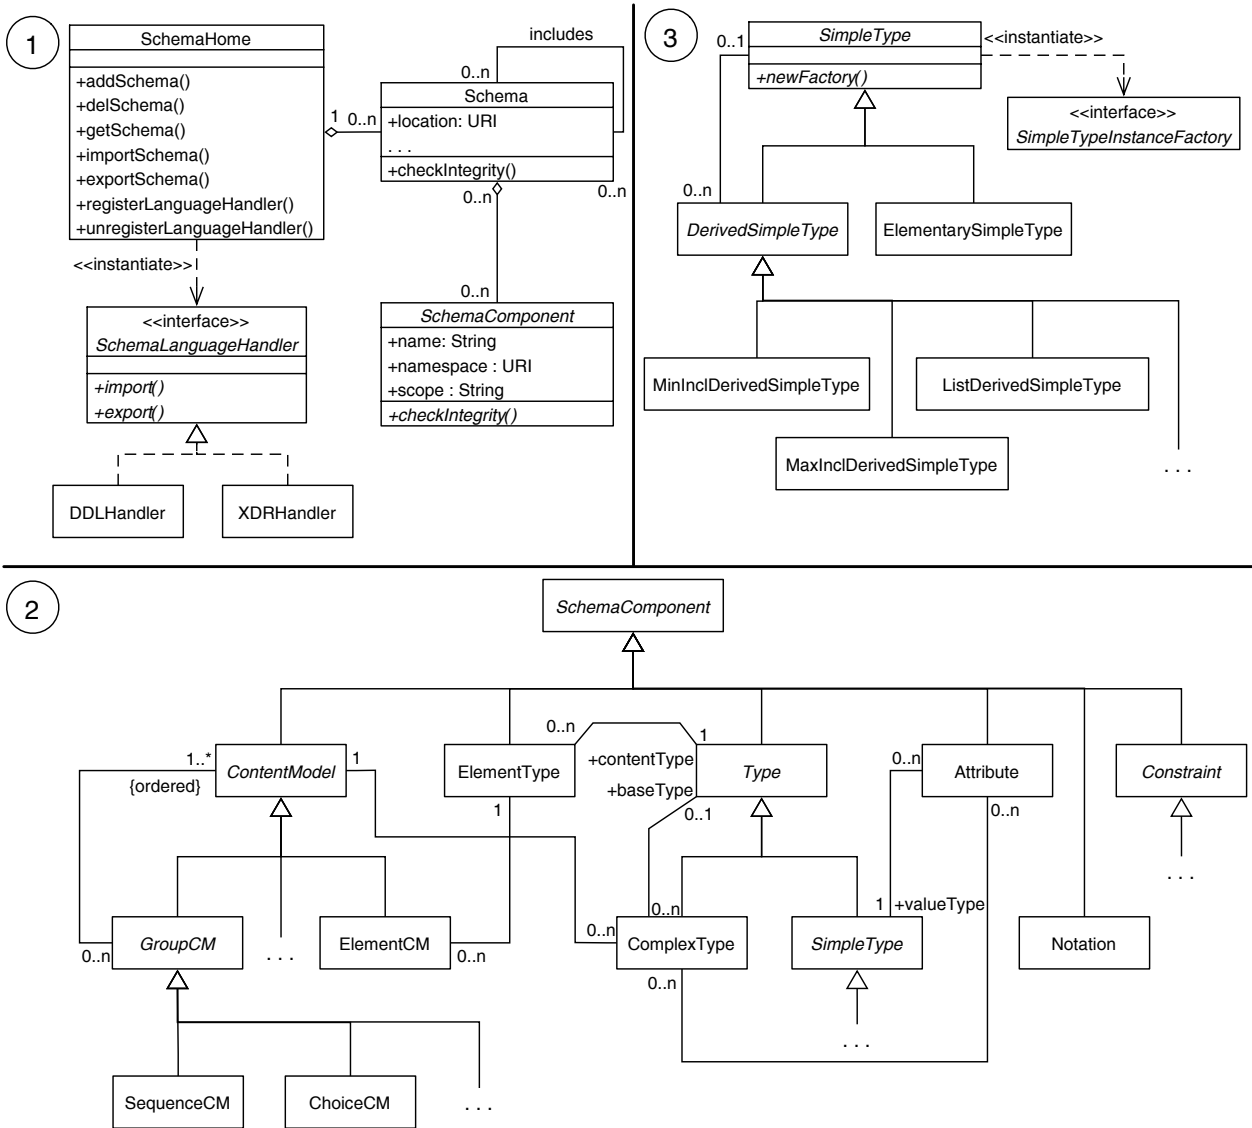 1
SchemaHome
+addSchema()
+delSchema()
+getSchema()
+importSchema()
+exportSchema()
+registerLanguageHandler()
+unregisterLanguageHandler()
1
0..n
includes
0..n
Schema
+location: URI
. . .
+checkIntegrity()
0..n
0..n
<<instantiate>>
<<interface>>
SchemaLanguageHandler
+import()
+export()
0..n
SchemaComponent
+name: String
+namespace : URI
+scope : String
+checkIntegrity()
DDLHandler
XDRHandler
3
0..1
SimpleType
+newFactory()
<<instantiate>>
<<interface>>
SimpleTypeInstanceFactory
0..n
DerivedSimpleType
ElementarySimpleType
MinInclDerivedSimpleType
ListDerivedSimpleType
MaxInclDerivedSimpleType
. . .
2
SchemaComponent
1..*
{ordered}
ContentModel
1
ElementType
0..n
1
1
+contentType
+baseType
0..1
Type
0..n
Attribute
0..n
Constraint
. . .
0..n
GroupCM
. . .
ElementCM
0..n
0..n
0..n
ComplexType
0..n
1
+valueType
SimpleType
. . .
Notation
SequenceCM
ChoiceCM
. . .